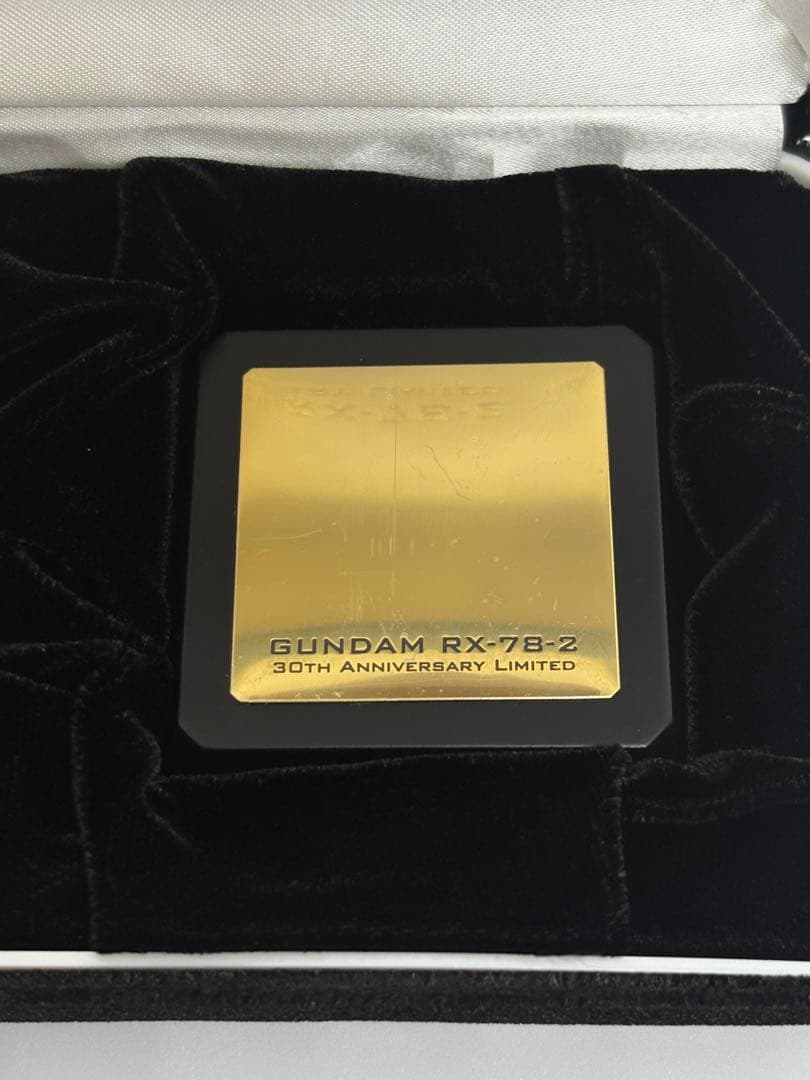 GUNDAM RX-78-2
30TH ANNIVERSARY LIMITED